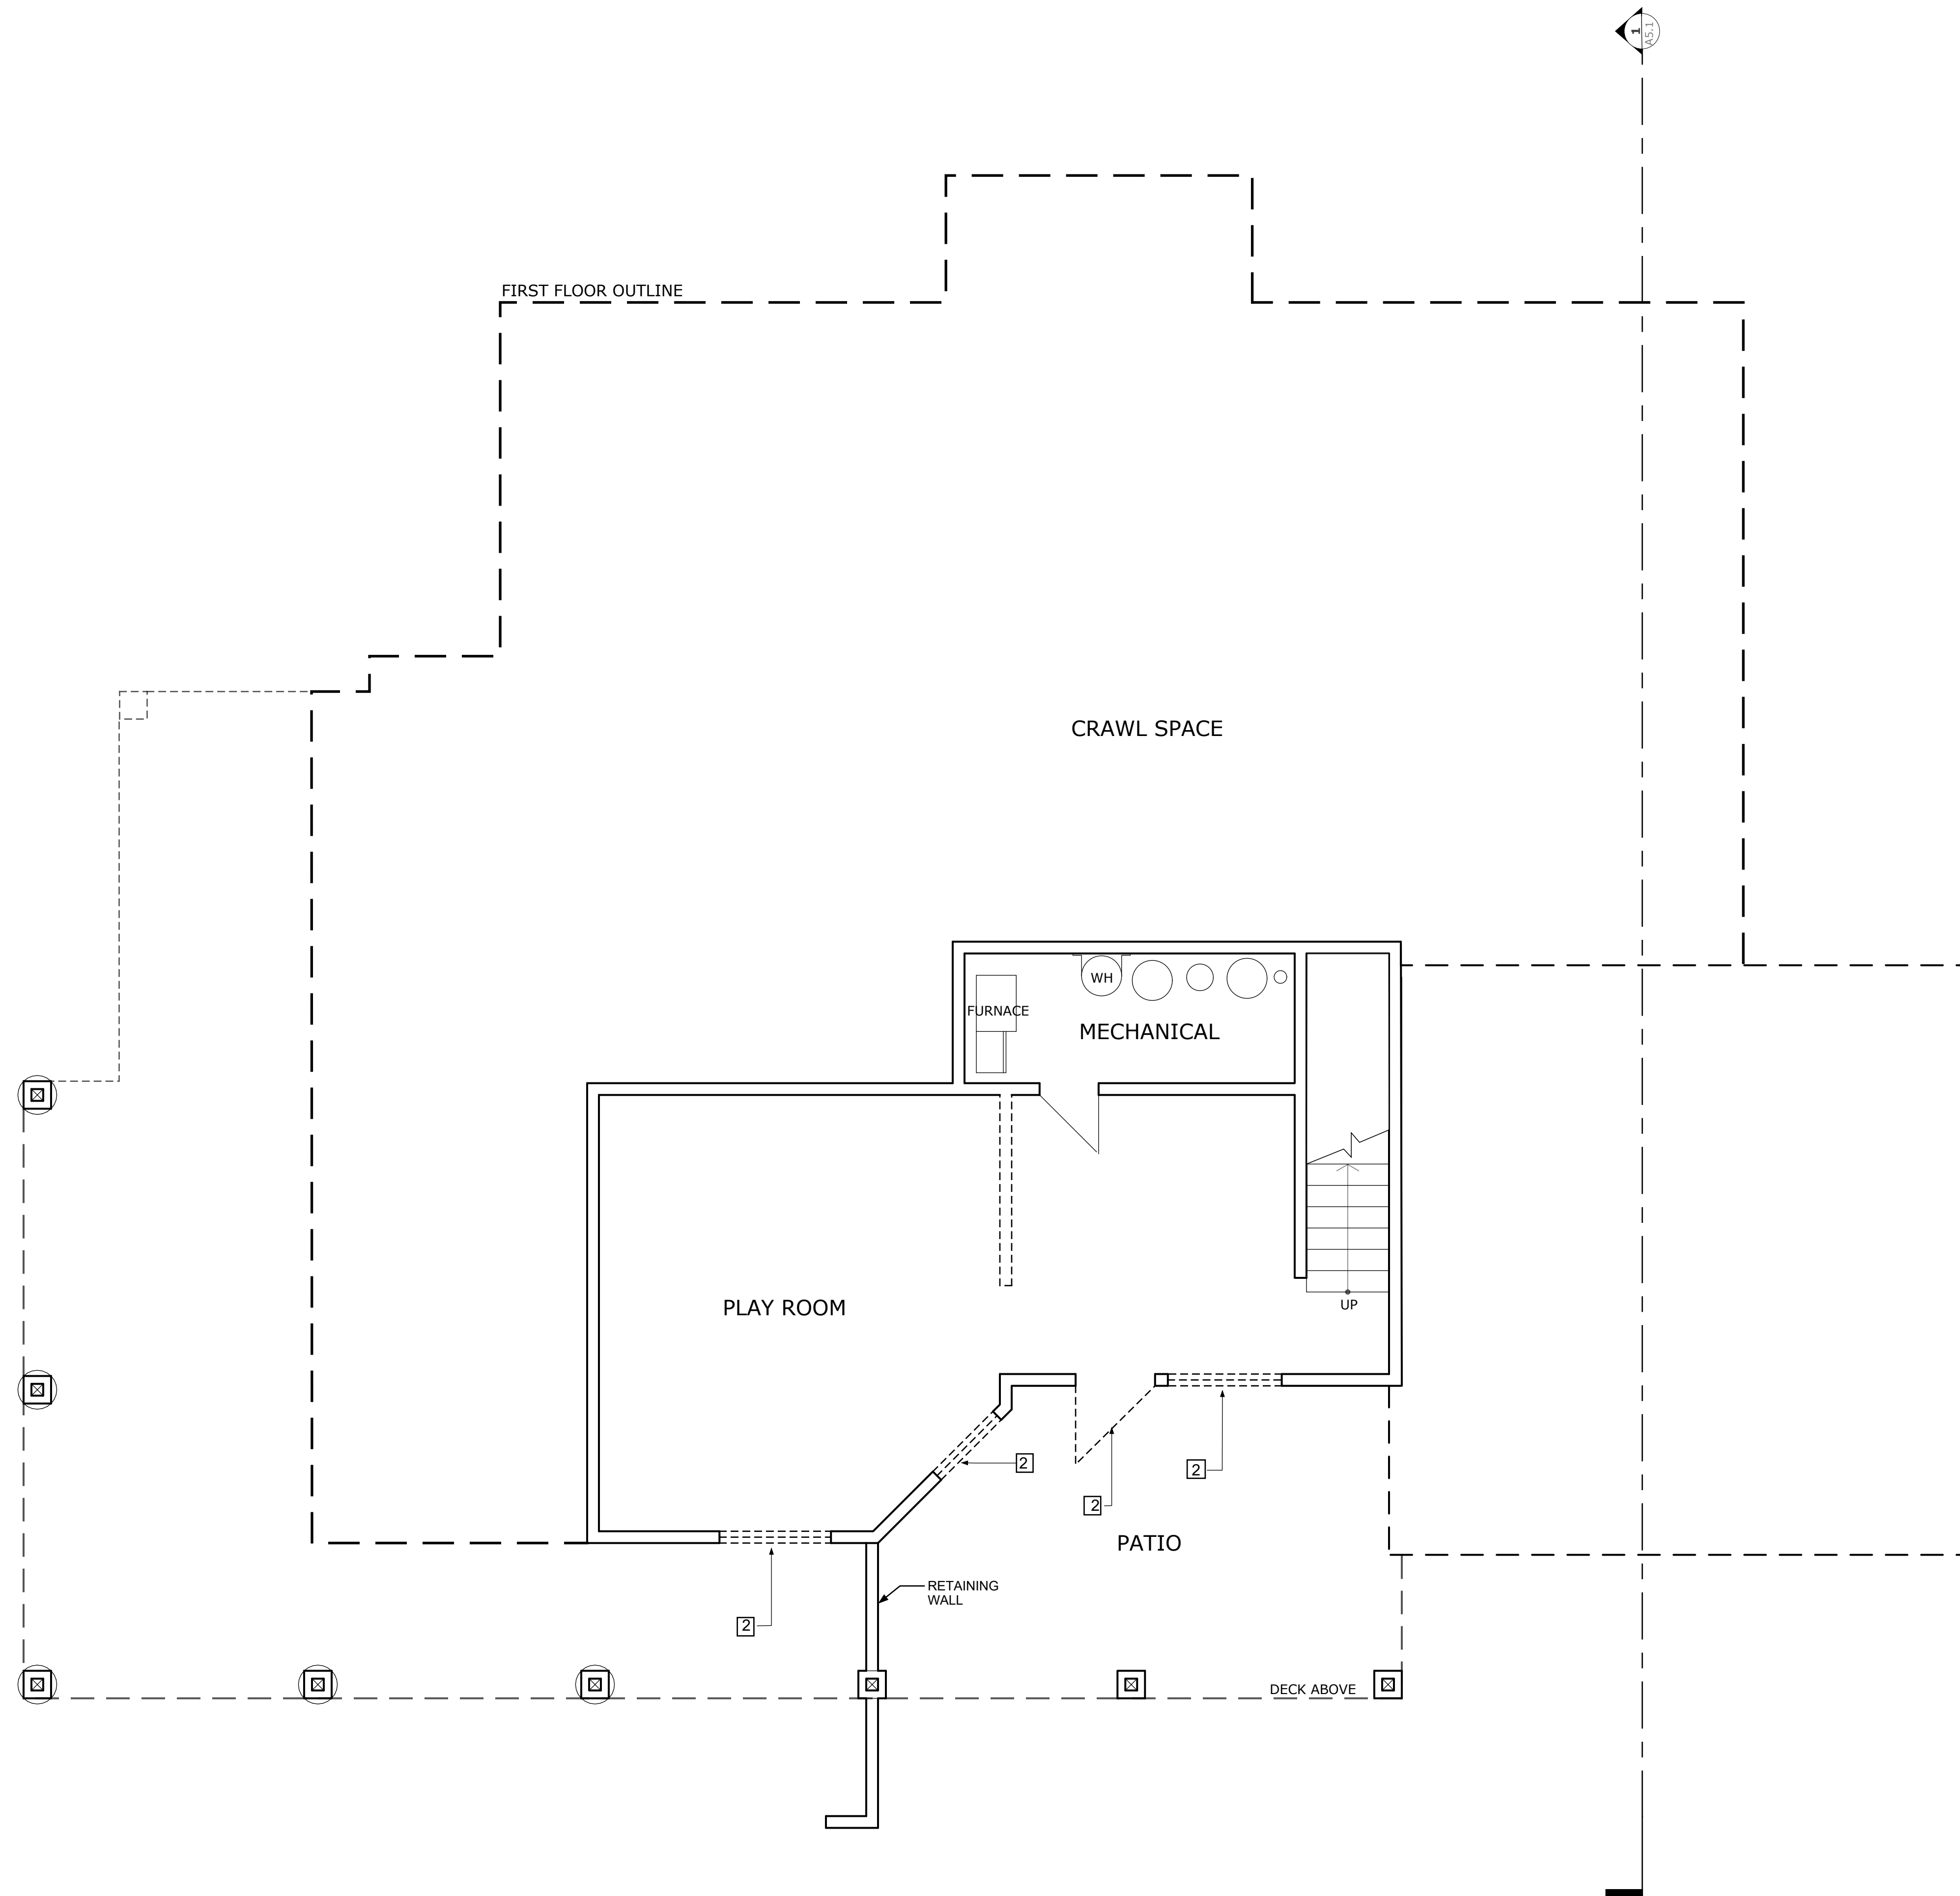 1
A5.1
FIRST FLOOR OUTLINE
CRAWL SPACE
WH
FURNACE
MECHANICAL
PLAY ROOM
UP
2
2
2
PATIO
RETAINING
WALL
2
DECK ABOVE